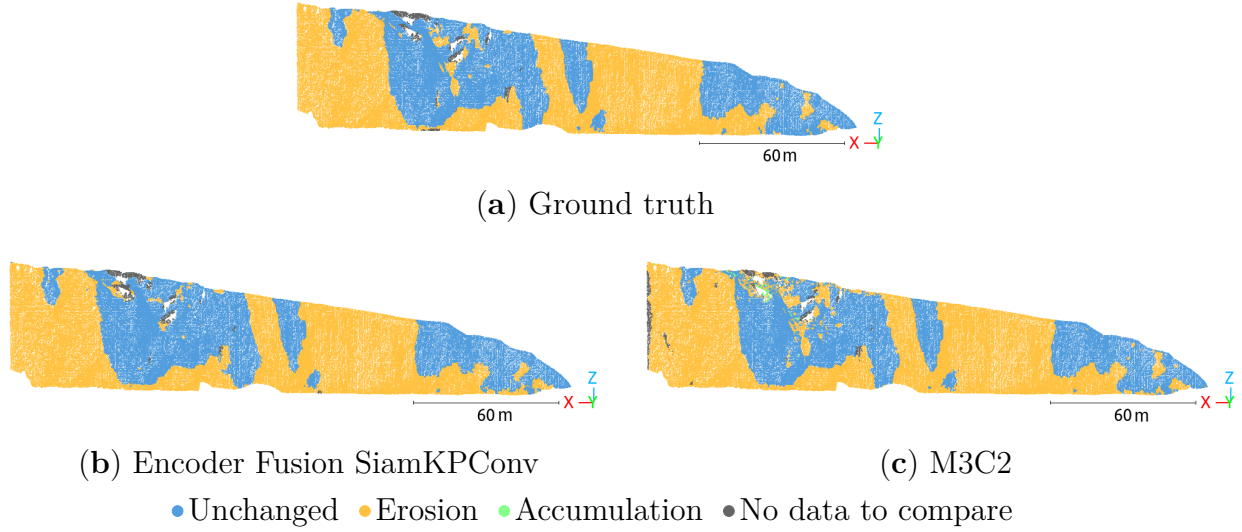 Z
X Y
60 m
(a) Ground truth
Z
X Y
60 m
Z
X Y
60 m
(b) Encoder Fusion SiamKPConv
(c) M3C2
Unchanged Erosion Accumulation No data to compare